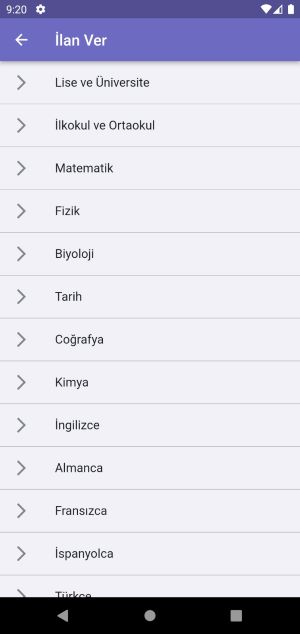 9:20
İlan Ver
Lise ve Üniversite
İlkokul ve Ortaokul
Matematik
Fizik
Biyoloji
Tarih
Coğrafya
Kimya
İngilizce
Almanca
Fransızca
İspanyolca
Türkçe